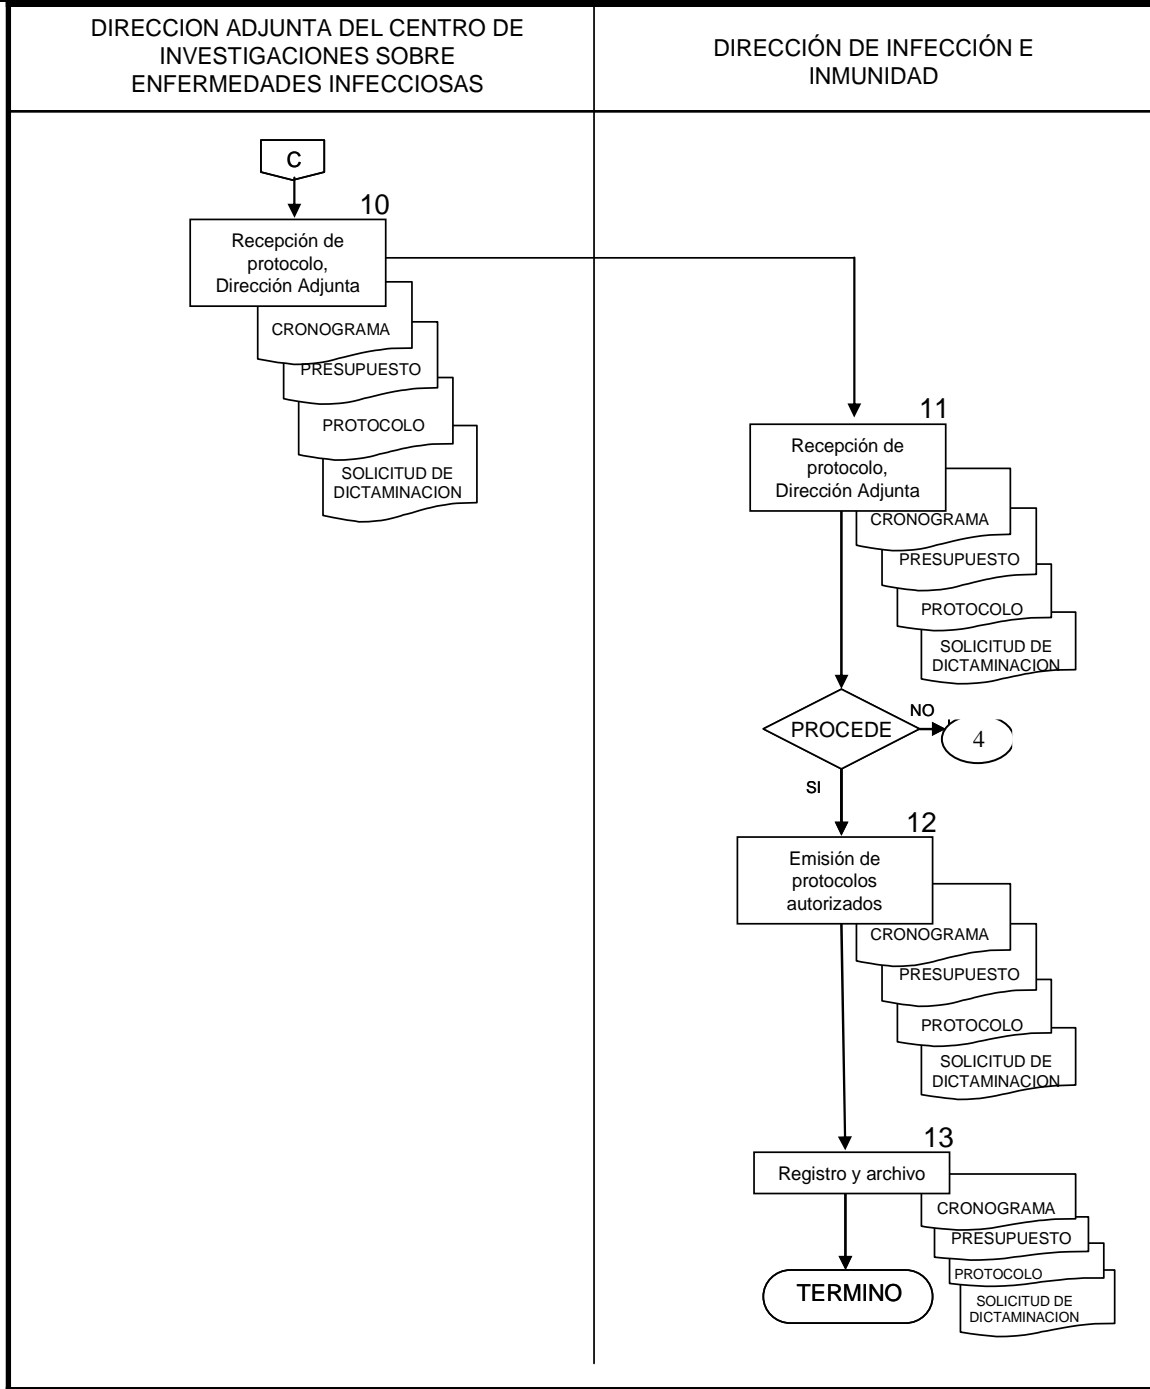 DIRECCION ADJUNTA DEL CENTRO DE
INVESTIGACIONES SOBRE
ENFERMEDADES INFECCIOSAS
DIRECCIÓN DE INFECCIÓN E
INMUNIDAD
C
10
Recepción de
protocolo,
Dirección Adjunta
CRONOGRAMA
PRESUPUESTO
PROTOCOLO
SOLICITUD DE
DICTAMINACION
11
Recepción de
protocolo,
Dirección Adjunta
CRONOGRAMA
PRESUPUESTO
PROTOCOLO
SOLICITUD DE
DICTAMINACION
PROCEDE
NO
4
SI
12
Emisión de
protocolos
autorizados
CRONOGRAMA
PRESUPUESTO
PROTOCOLO
SOLICITUD DE
DICTAMINACION
13
Registro y archivo
CRONOGRAMA
PRESUPUESTO
PROTOCOLO
SOLICITUD DE
DICTAMINACION
TERMINO